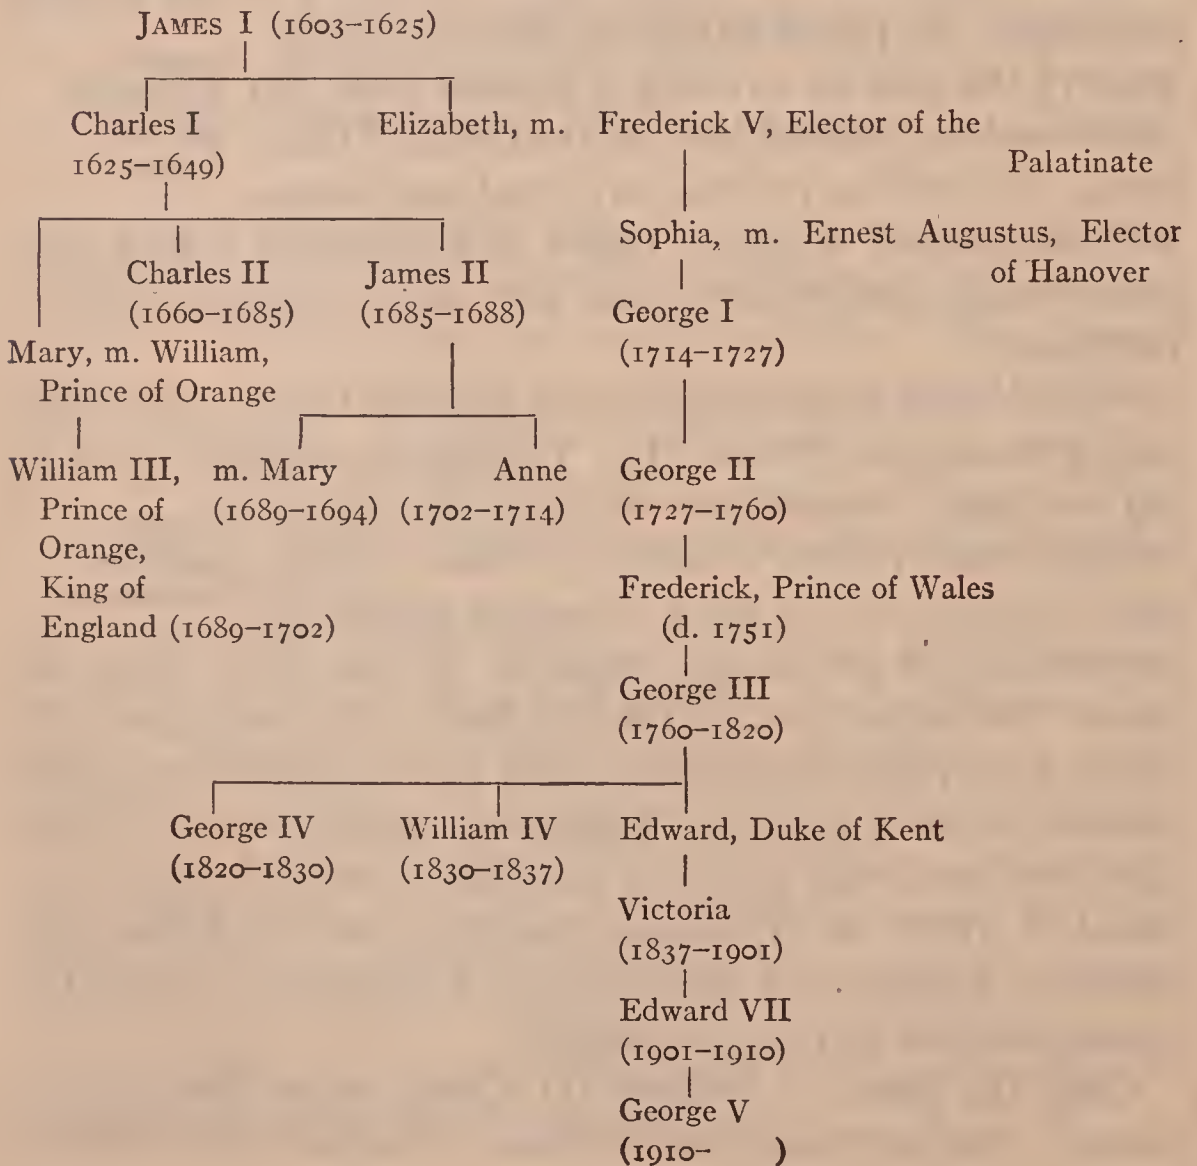 JAMES I (1603–1625)
Charles I Elizabeth, m. Frederick V, Elector of the
1625–1649) Palatinate
Sophia, m. Ernest Augustus, Elector
Charles II James II of Hanover
(1660–1685) (1685–1688) George I
Mary, m. William, (1714–1727)
Prince of Orange
William III, m. Mary Anne George II
Prince of (1689–1694) (1702–1714) (1727–1760)
Orange,
King of Frederick, Prince of Wales
England (1689–1702) (d. 1751)
George III
(1760–1820)
George IV William IV Edward, Duke of Kent
(1820–1830) (1830–1837)
Victoria
(1837–1901)
Edward VII
(1901–1910)
George V
(1910– )